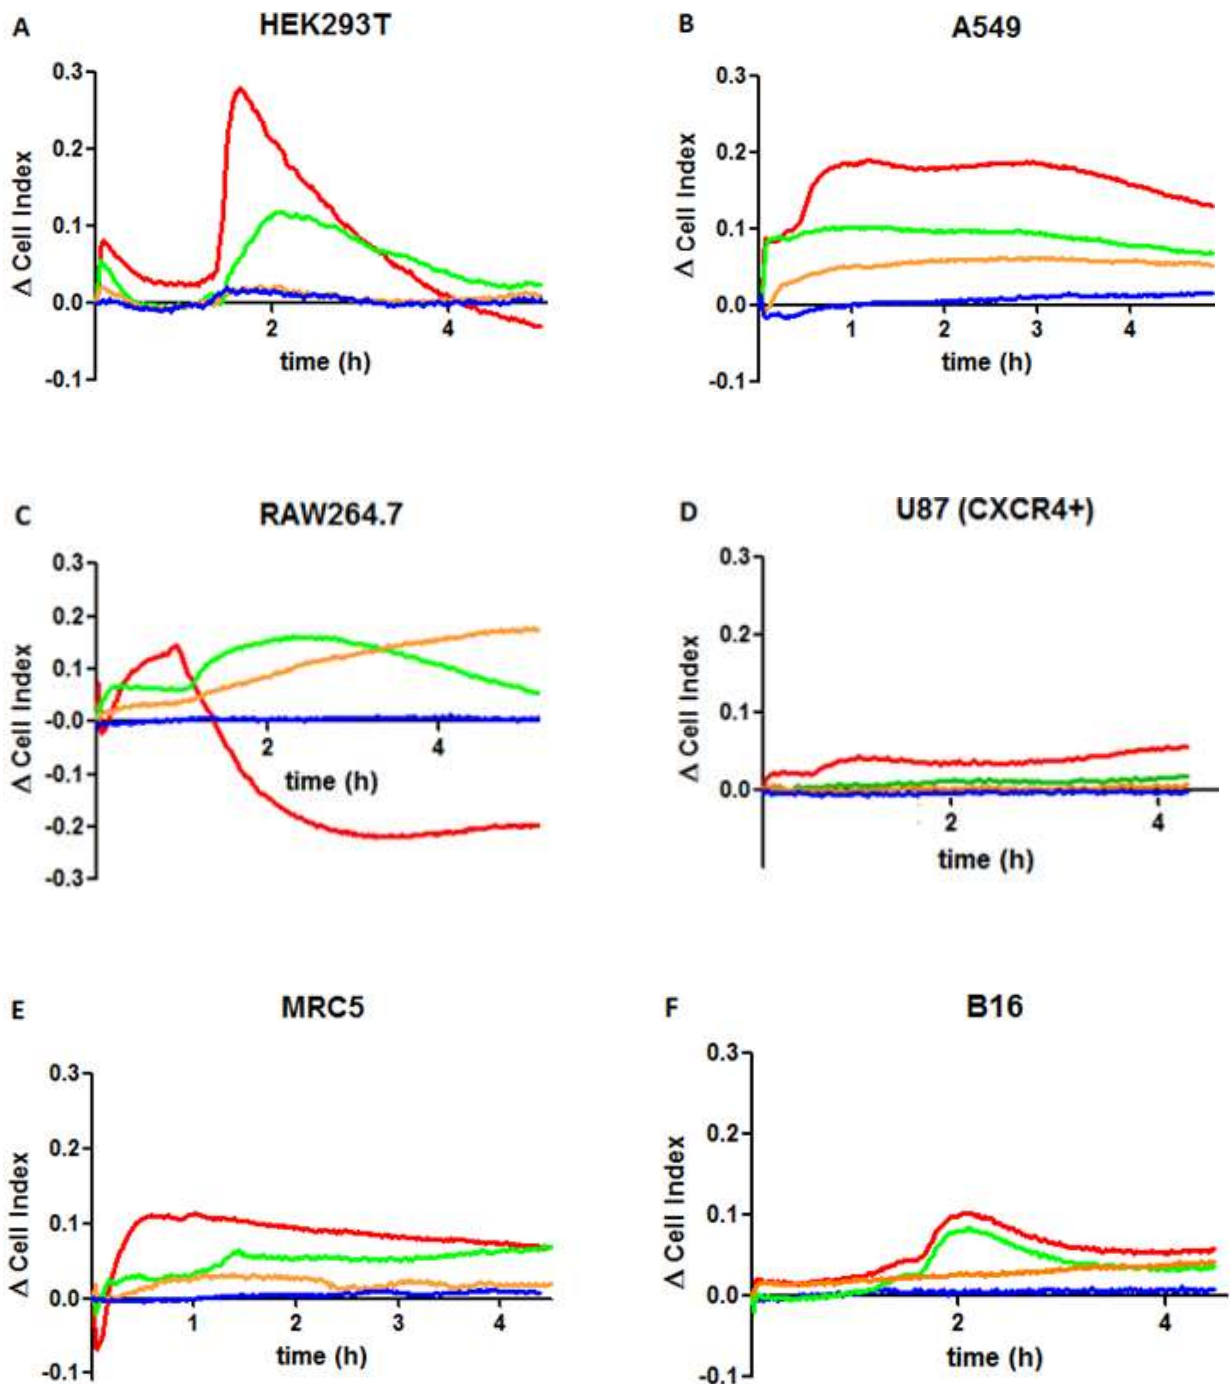 A
HEK293T
0.3
0.2
0.1
0.0
-0.1
Δ Cell Index
2
4
time (h)
B
A549
0.3
0.2
0.1
0.0
-0.1
Δ Cell Index
1
2
3
4
time (h)
C
RAW264.7
0.3
0.2
0.1
-0.0
-0.1
-0.2
-0.3
Δ Cell Index
2
4
time (h)
D
U87 (CXCR4+)
0.3
0.2
0.1
0.0
Δ Cell Index
2
4
time (h)
E
MRC5
0.3
0.2
0.1
0.0
-0.1
Δ Cell Index
1
2
3
4
time (h)
F
B16
0.3
0.2
0.1
0.0
-0.1
Δ Cell Index
2
4
time (h)